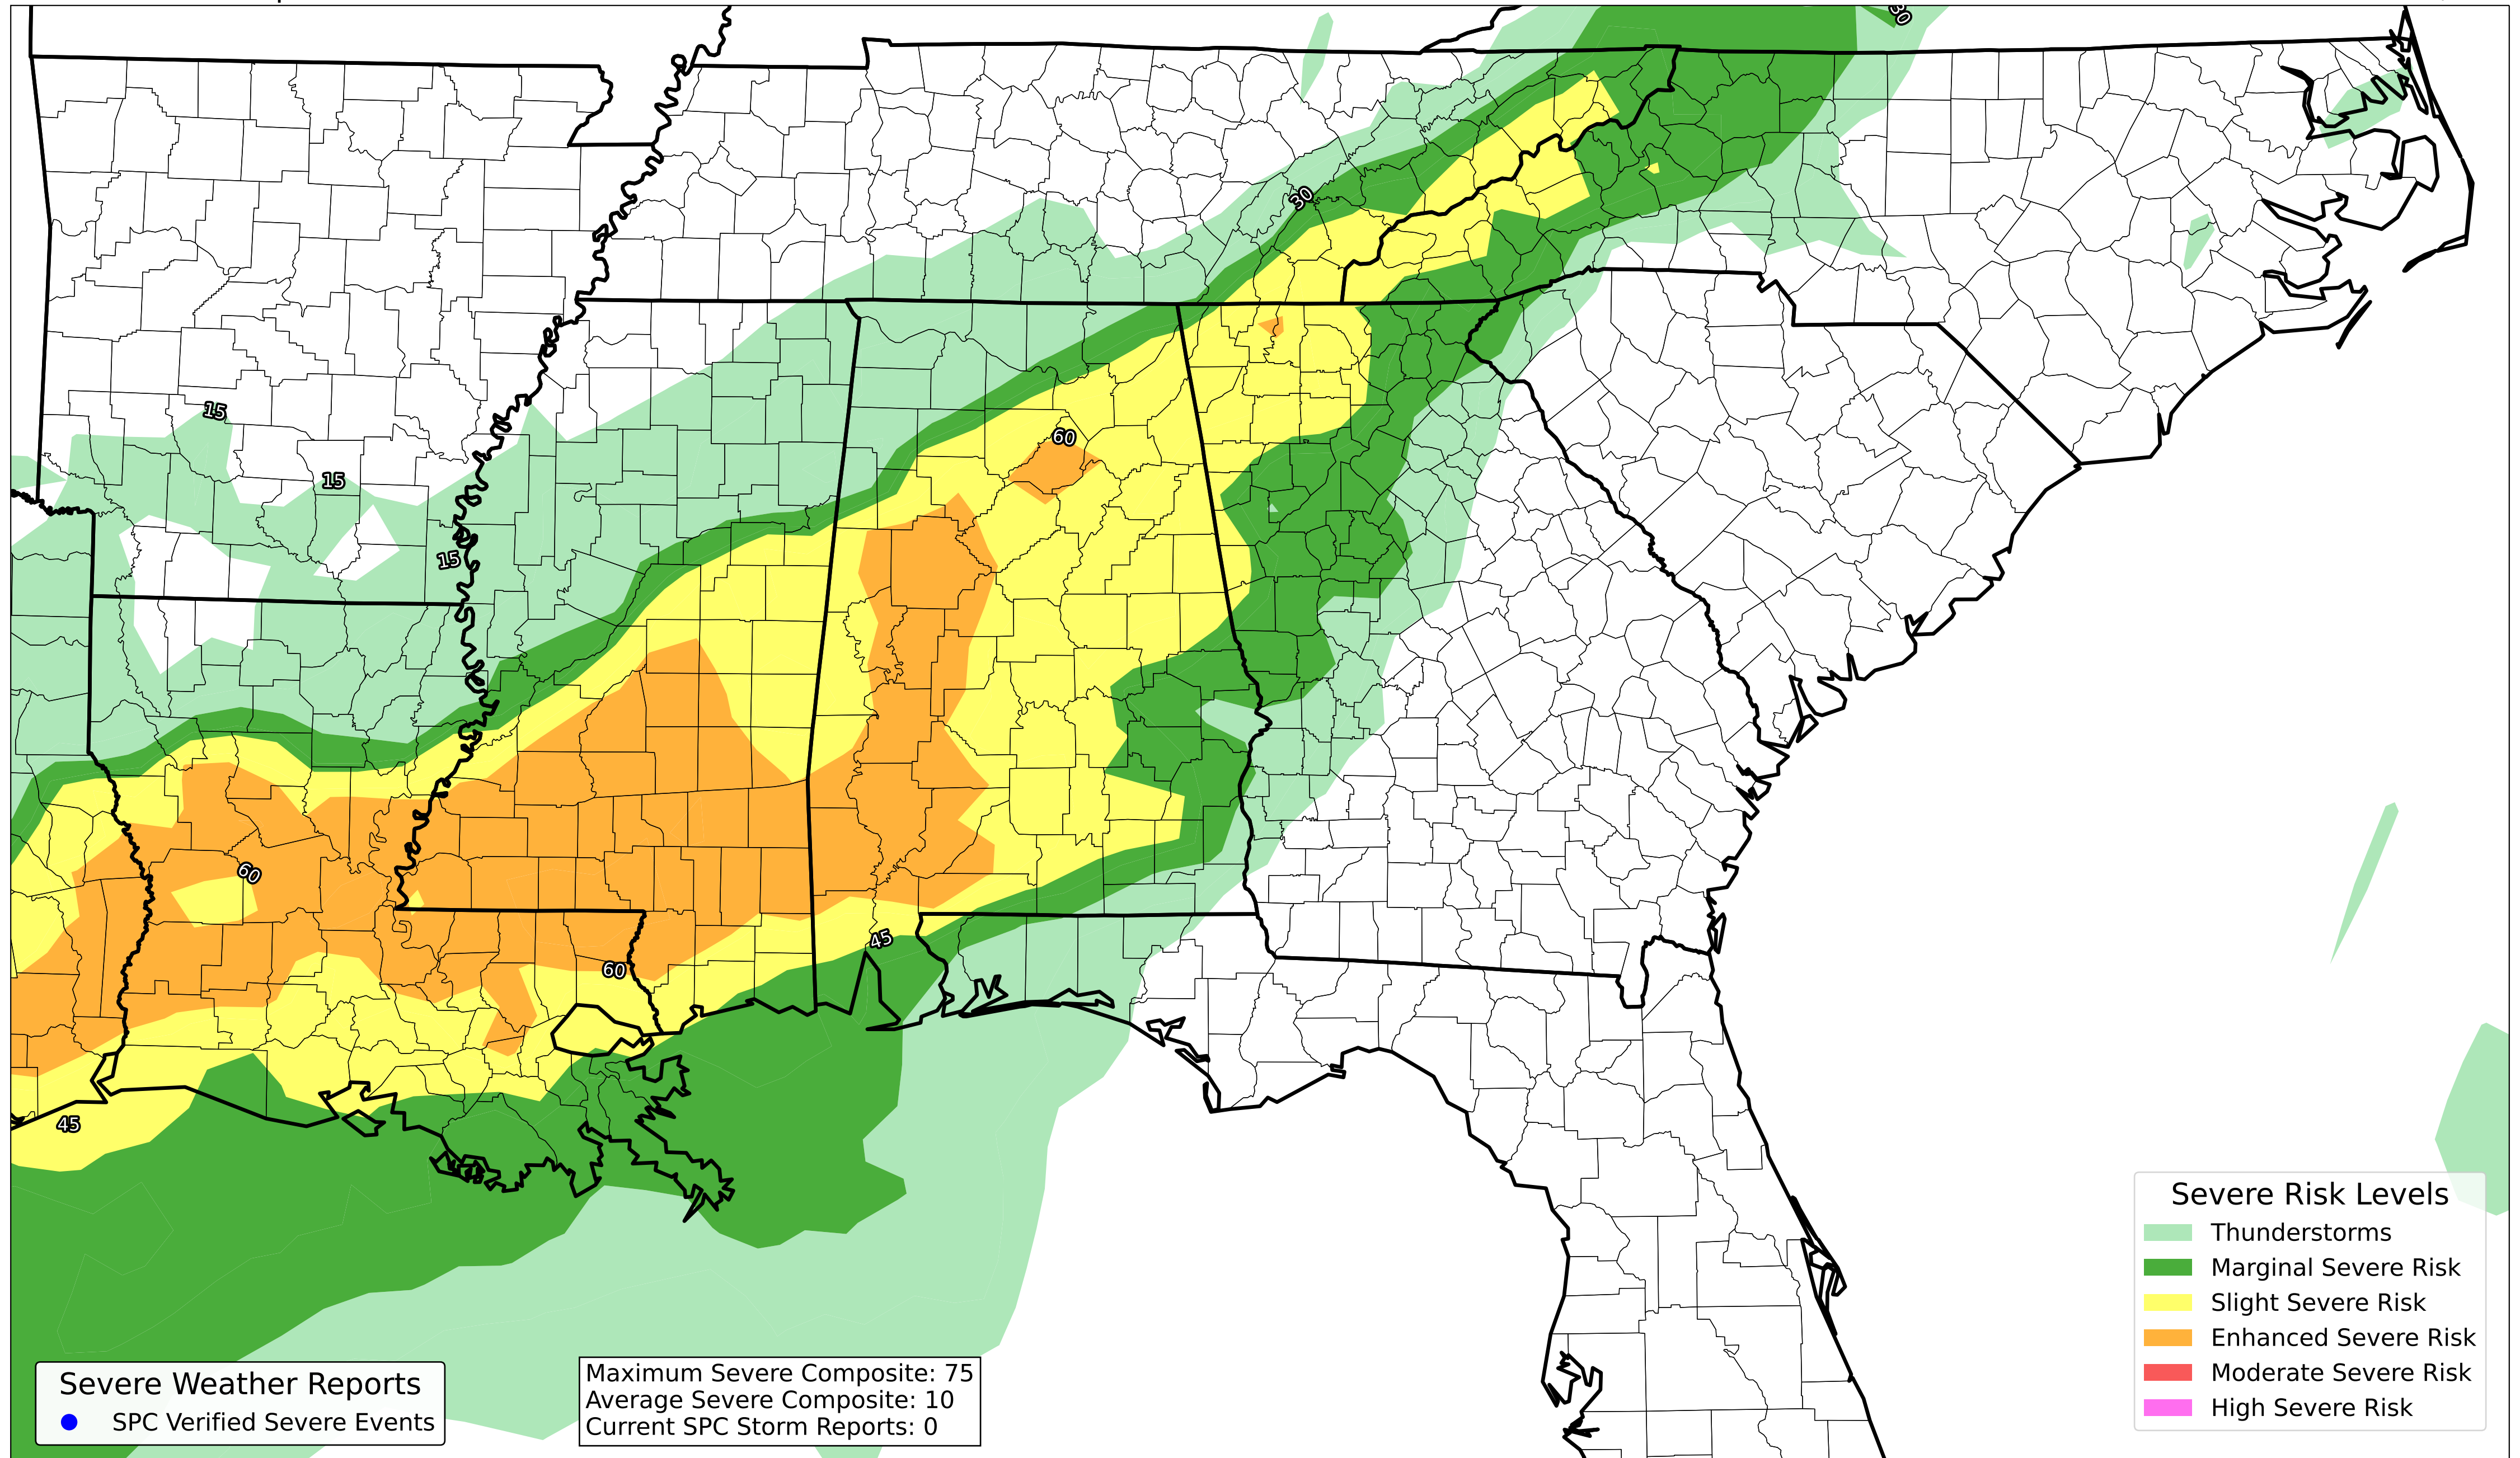 30
30
15
15
60
15
60
45
60
45
Severe Risk Levels
Thunderstorms
Marginal Severe Risk
Slight Severe Risk
Enhanced Severe Risk
Moderate Severe Risk
High Severe Risk
Severe Weather Reports
SPC Verified Severe Events
Maximum Severe Composite: 75
Average Severe Composite: 10
Current SPC Storm Reports: 0